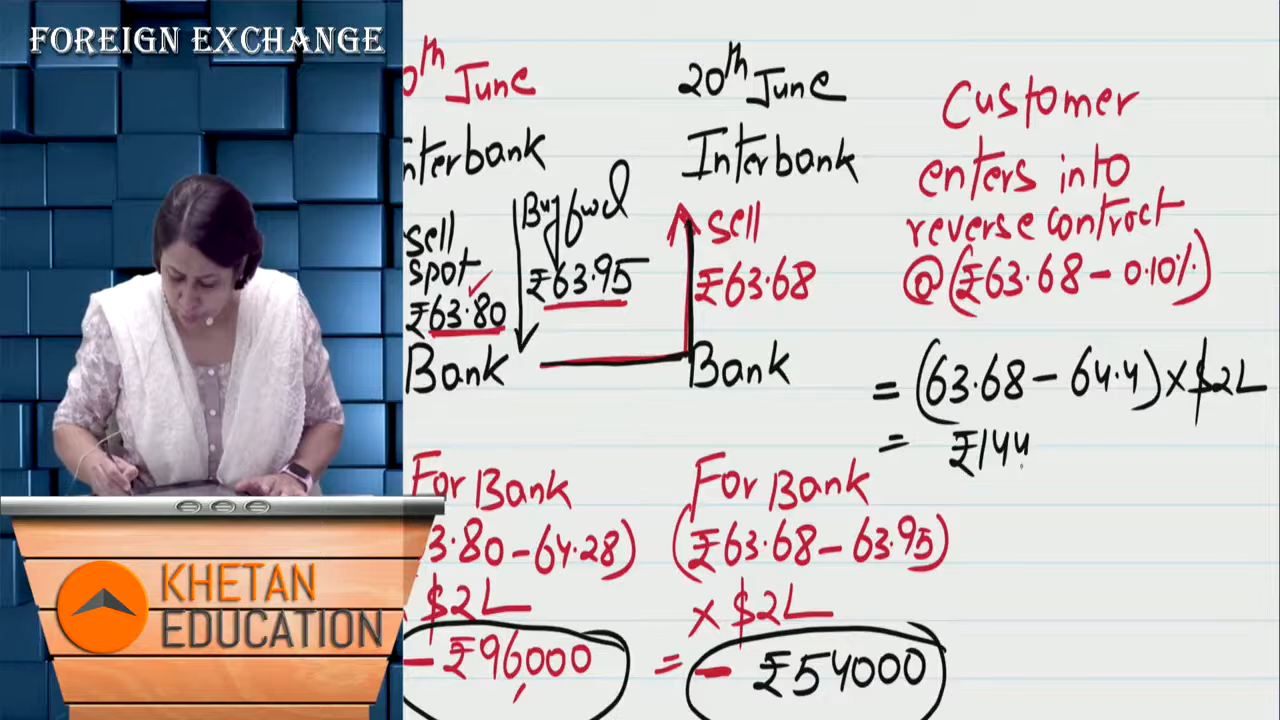 FOREIGN EXCHANGE
0th June
nterbank
sell
spot
₹63.80
Buy fwd
₹63.95
Bank
For Bank
3.80-64.28)
$2L
- ₹96000
20th June
Interbank
sell
₹63.68
Bank
For Bank
(₹63.68-63.95)
x $2L
= - ₹54000
Customer
enters into
reverse contract
@(₹63.68-0.10%)
= (63.68-64.4)x$2L
= ₹144
KHETAN
EDUCATION